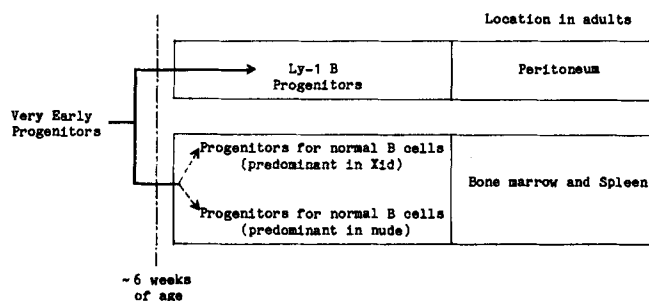 Location in adults
Ly-1 B
Progenitors
Peritoneum
Very Early
Progenitors
Progenitors for normal B cells
(predominant in Xid)
Bone marrow and Spleen
Progenitors for normal B cells
(predominant in nude)
~6 weeks
of age